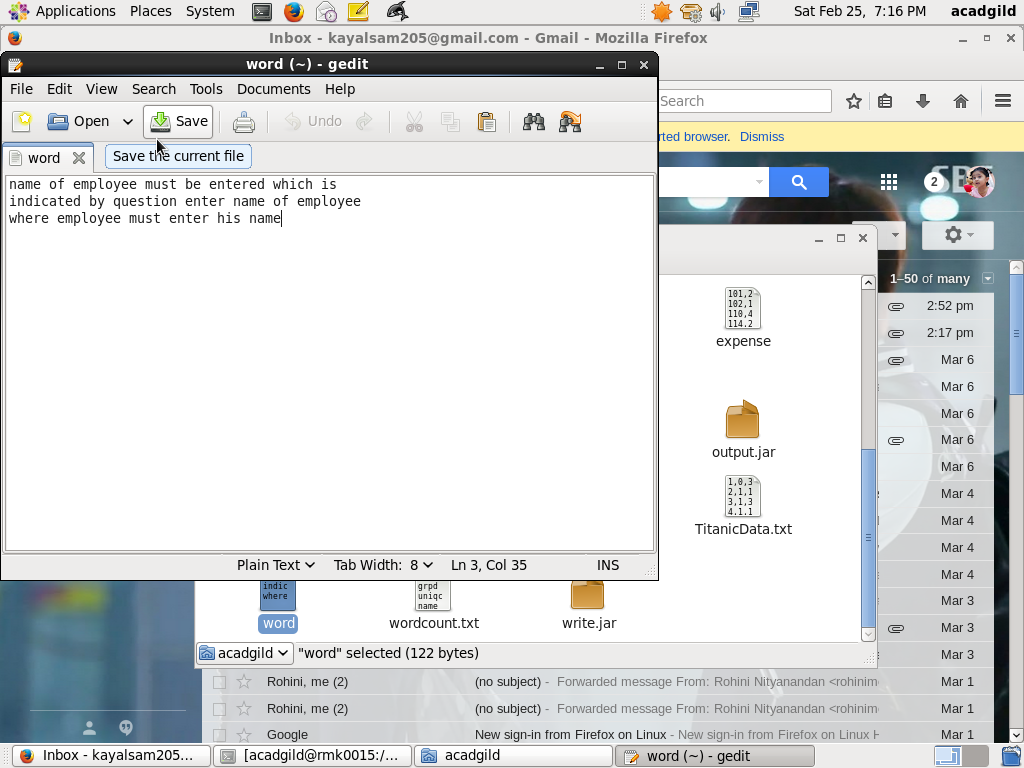 Applications Places System Sat Feb 25, 7:16 PM acadgild
Inbox - kayalsam205@gmail.com - Gmail - Mozilla Firefox
word (~) - gedit
File Edit View Search Tools Documents Help
Open Save Undo
Search
rted browser. Dismiss
word
Save the current file
2
name of employee must be entered which is
indicated by question enter name of employee
where employee must enter his name
1–50 of many
2:52 pm
2:17 pm
Mar 6
Mar 6
Mar 6
Mar 6
Mar 6
Mar 4
Mar 4
Mar 4
Mar 4
Mar 3
Mar 3
Mar 3
101,2
102,1
110,4
114.2
expense
output.jar
1,0,3
2,1,1
3,1,3
4.1.1
TitanicData.txt
Plain Text Tab Width: 8 Ln 3, Col 35 INS
indic
where
word
grpd
uniqc
name
wordcount.txt
write.jar
acadgild "word" selected (122 bytes)
Rohini, me (2) (no subject) - Forwarded message From: Rohini Nityanandan <rohinim Mar 1
Rohini, me (2) (no subject) - Forwarded message From: Rohini Nityanandan <rohinim Mar 1
Google New sign-in from Firefox on Linux - New sign-in from Firefox on Linux H Mar 1
Inbox - kayalsam205... [acadgild@rmk0015:/... acadgild word (~) - gedit